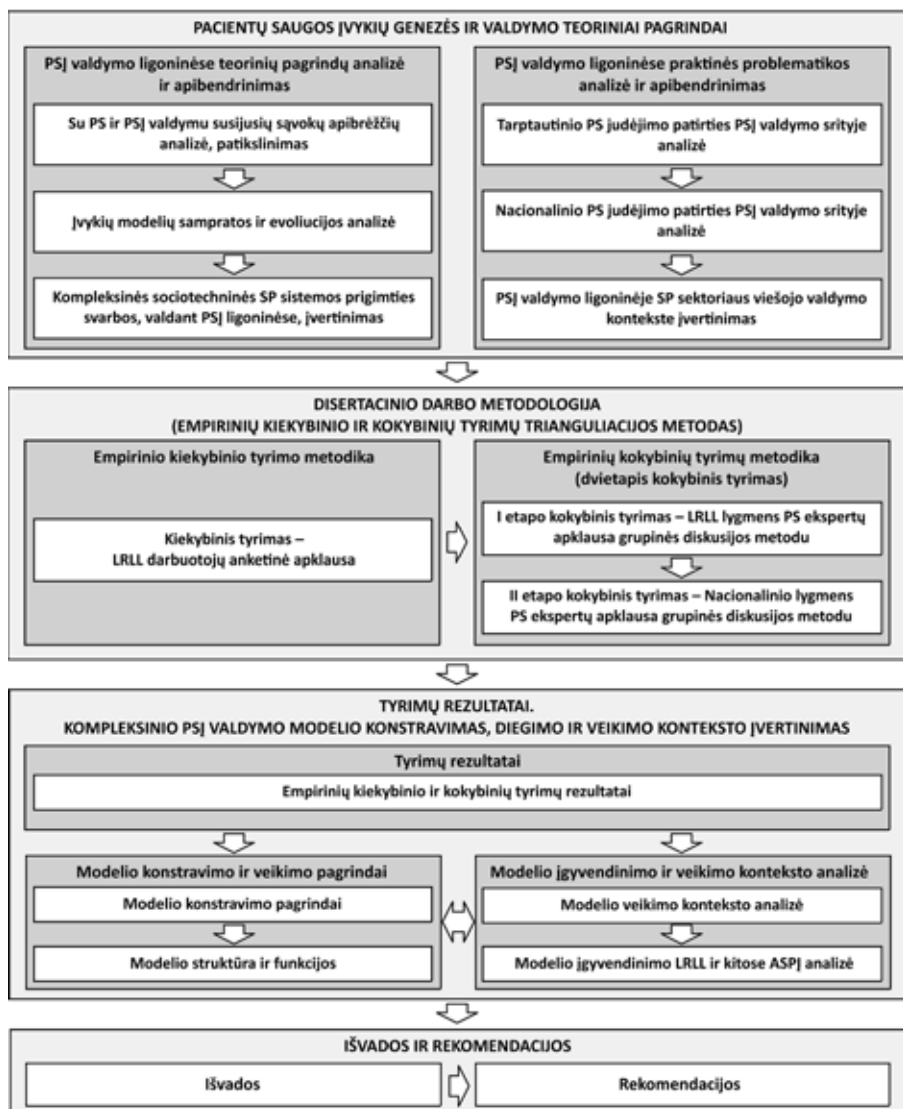 PACIENTŲ SAUGOS ĮVYKIŲ GENEZĖS IR VALDYMO TEORINIAI PAGRINDAI
PSĮ valdymo ligoninėse teorinių pagrindų analizė
ir apibendrinimas
Su PS ir PSĮ valdymu susijusių sąvokų apibrėžčių
analizė, patikslinimas
Įvykių modelių sampratos ir evoliucijos analizė
Kompleksinės sociotechninės SP sistemos prigimties
svarbos, valdant PSĮ ligoninėse, įvertinimas
PSĮ valdymo ligoninėse praktinės problematikos
analizė ir apibendrinimas
Tarptautinio PS judėjimo patirties PSĮ valdymo srityje
analizė
Nacionalinio PS judėjimo patirties PSĮ valdymo srityje
analizė
PSĮ valdymo ligoninėje SP sektoriaus viešojo valdymo
kontekste įvertinimas
DISERTACINIO DARBO METODOLOGIJA
(EMPIRINIŲ KIEKYBINIO IR KOKYBINIŲ TYRIMŲ TRIANGULIACIJOS METODAS)
Empirinio kiekybinio tyrimo metodika
Kiekybinis tyrimas –
LRLL darbuotojų anketinė apklausa
Empirinių kokybinių tyrimų metodika
(dvietapis kokybinis tyrimas)
I etapo kokybinis tyrimas – LRLL lygmens PS ekspertų
apklausa grupinės diskusijos metodu
II etapo kokybinis tyrimas – Nacionalinio lygmens
PS ekspertų apklausa grupinės diskusijos metodu
TYRIMŲ REZULTATAI.
KOMPLEKSINIO PSĮ VALDYMO MODELIO KONSTRAVIMAS, DIEGIMO IR VEIKIMO KONTEKSTO ĮVERTINIMAS
Tyrimų rezultatai
Empirinių kiekybinio ir kokybinių tyrimų rezultatai
Modelio konstravimo ir veikimo pagrindai
Modelio konstravimo pagrindai
Modelio struktūra ir funkcijos
Modelio įgyvendinimo ir veikimo konteksto analizė
Modelio veikimo konteksto analizė
Modelio įgyvendinimo LRLL ir kitose ASPĮ analizė
IŠVADOS IR REKOMENDACIJOS
Išvados
Rekomendacijos